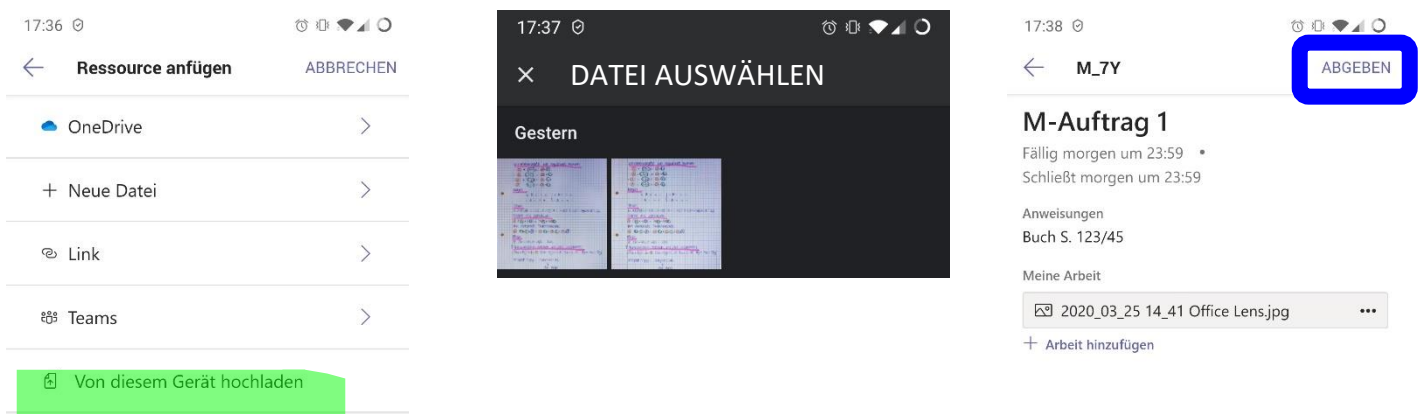 17:36
Ressource anfügen ABBRECHEN
OneDrive
Neue Datei
Link
Teams
Von diesem Gerät hochladen
17:37
DATEI AUSWÄHLEN
Gestern
17:38
M_7Y ABGEBEN
M-Auftrag 1
Fällig morgen um 23:59 •
Schließt morgen um 23:59
Anweisungen
Buch S. 123/45
Meine Arbeit
2020_03_25 14_41 Office Lens.jpg
+ Arbeit hinzufügen